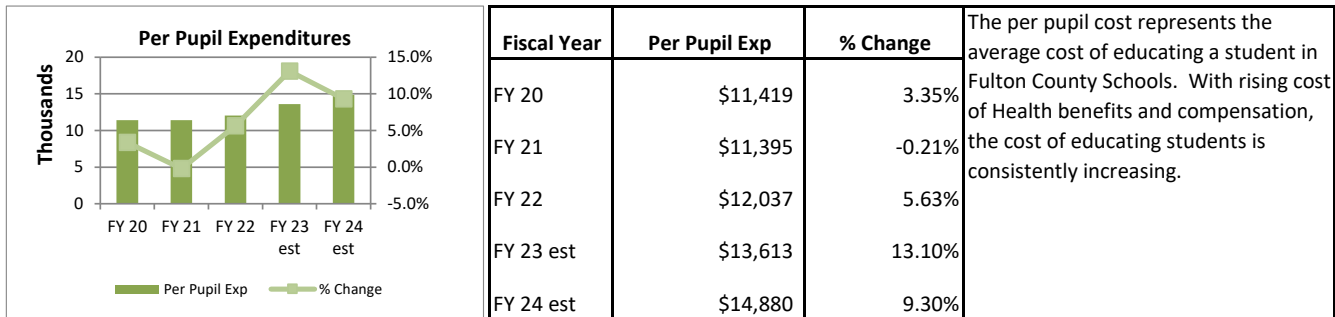 Per Pupil Expenditures
Thousands
20
15
10
5
0
15.0%
10.0%
5.0%
0.0%
-5.0%
FY 20 FY 21 FY 22 FY 23 est FY 24 est
Per Pupil Exp % Change
Fiscal Year Per Pupil Exp % Change
FY 20 $11,419 3.35%
FY 21 $11,395 -0.21%
FY 22 $12,037 5.63%
FY 23 est $13,613 13.10%
FY 24 est $14,880 9.30%
The per pupil cost represents the
average cost of educating a student in
Fulton County Schools. With rising cost
of Health benefits and compensation,
the cost of educating students is
consistently increasing.